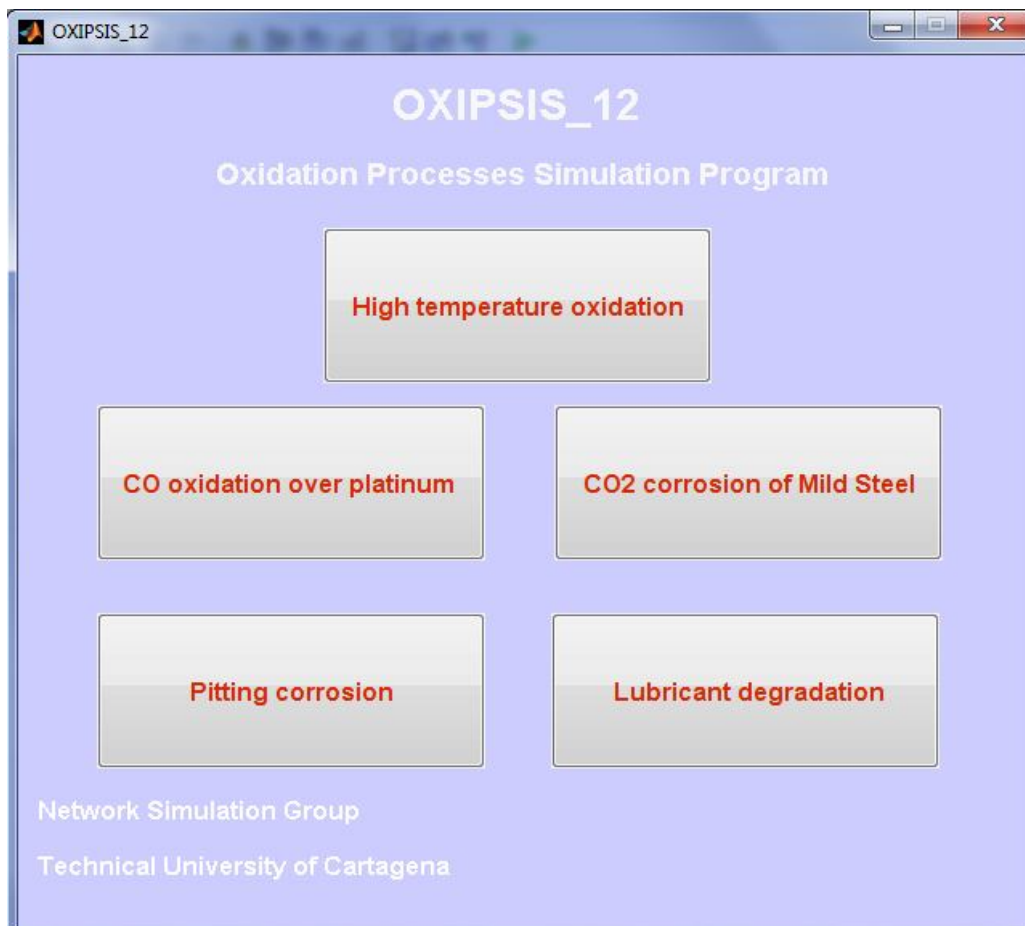 OXIPSIS_12
OXIPSIS_12
Oxidation Processes Simulation Program
High temperature oxidation
CO oxidation over platinum
CO2 corrosion of Mild Steel
Pitting corrosion
Lubricant degradation
Network Simulation Group
Technical University of Cartagena